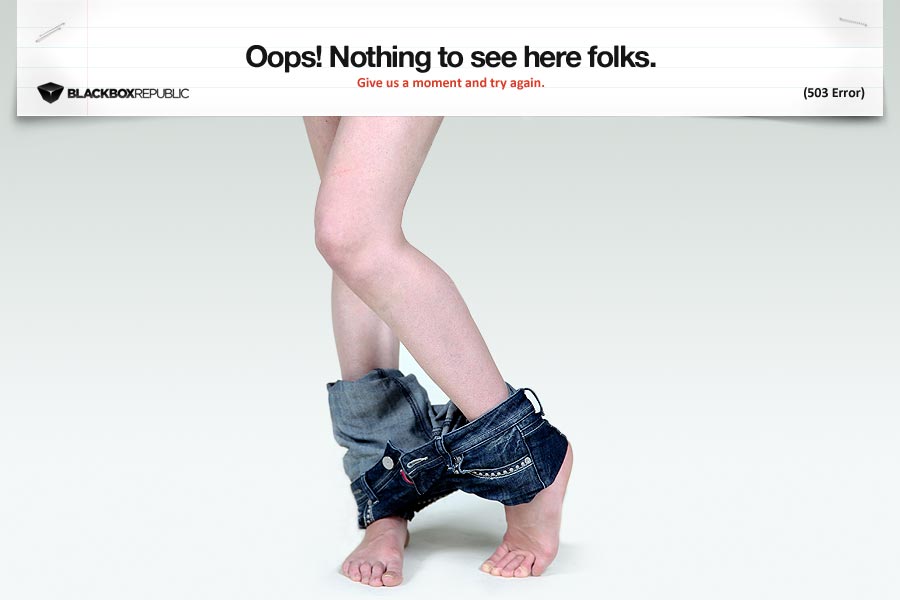 Oops! Nothing to see here folks.
Give us a moment and try again.
BLACKBOXREPUBLIC
(503 Error)